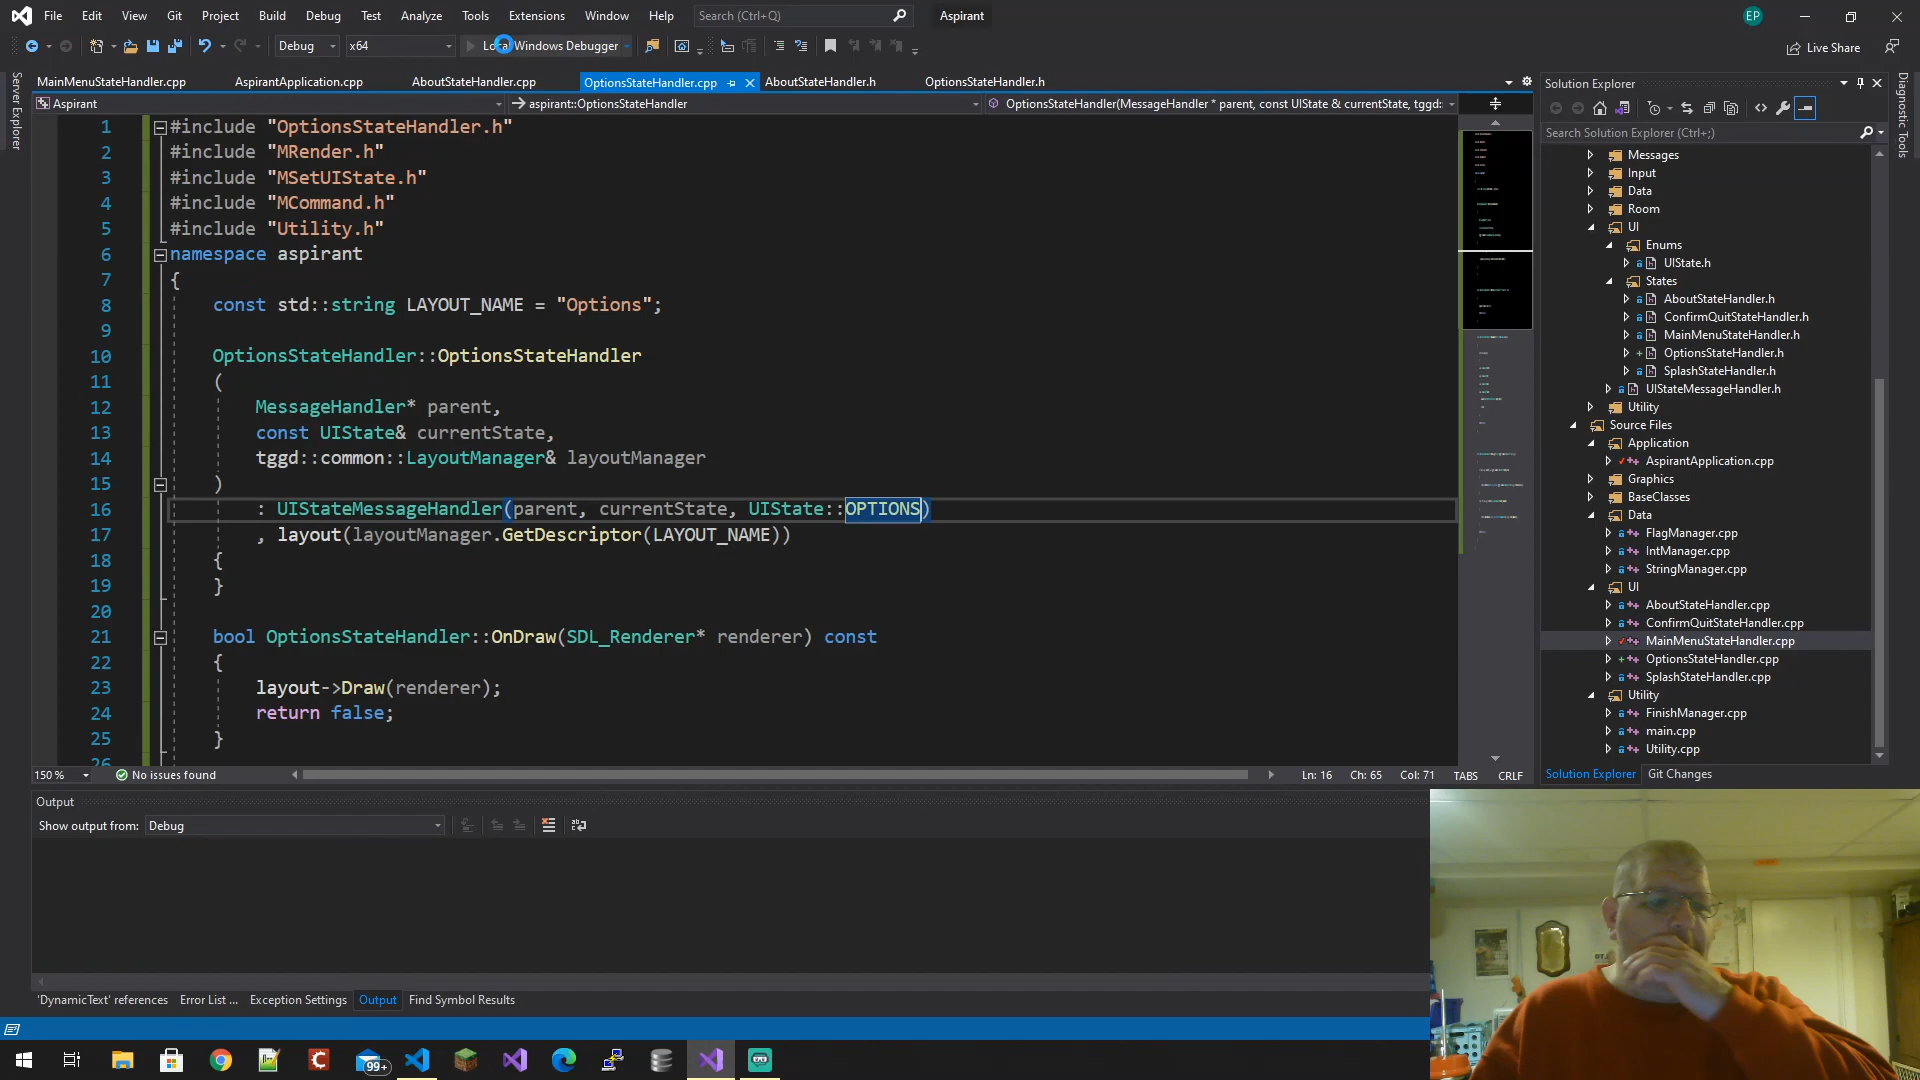 File Edit View Git Project Build Debug Test Analyze Tools Extensions Window Help Search (Ctrl+Q) Aspirant EP
Debug x64 Local Windows Debugger Live Share
MainMenuStateHandler.cpp AspirantApplication.cpp AboutStateHandler.cpp OptionsStateHandler.cpp AboutStateHandler.h OptionsStateHandler.h
Aspirant aspirant::OptionsStateHandler OptionsStateHandler(MessageHandler * parent, const UIState & currentState, tggd:
Server Explorer
1 #include "OptionsStateHandler.h"
2 #include "MRender.h"
3 #include "MSetUIState.h"
4 #include "MCommand.h"
5 #include "Utility.h"
6 namespace aspirant
7 {
8 const std::string LAYOUT_NAME = "Options";
9
10 OptionsStateHandler::OptionsStateHandler
11 (
12 MessageHandler* parent,
13 const UIState& currentState,
14 tggd::common::LayoutManager& layoutManager
15 )
16 : UIStateMessageHandler(parent, currentState, UIState::OPTIONS)
17 , layout(layoutManager.GetDescriptor(LAYOUT_NAME))
18 {
19 }
20
21 bool OptionsStateHandler::OnDraw(SDL_Renderer* renderer) const
22 {
23 layout->Draw(renderer);
24 return false;
25 }
26
150 % No issues found Ln: 16 Ch: 65 Col: 71 TABS CRLF
Output
Show output from: Debug
'DynamicText' references Error List ... Exception Settings Output Find Symbol Results
Solution Explorer
Search Solution Explorer (Ctrl+;)
Messages
Input
Data
Room
UI
Enums
UIState.h
States
AboutStateHandler.h
ConfirmQuitStateHandler.h
MainMenuStateHandler.h
OptionsStateHandler.h
SplashStateHandler.h
UIStateMessageHandler.h
Utility
Source Files
Application
AspirantApplication.cpp
Graphics
BaseClasses
Data
FlagManager.cpp
IntManager.cpp
StringManager.cpp
UI
AboutStateHandler.cpp
ConfirmQuitStateHandler.cpp
MainMenuStateHandler.cpp
OptionsStateHandler.cpp
SplashStateHandler.cpp
Utility
FinishManager.cpp
main.cpp
Utility.cpp
Solution Explorer Git Changes
Diagnostic Tools
99+